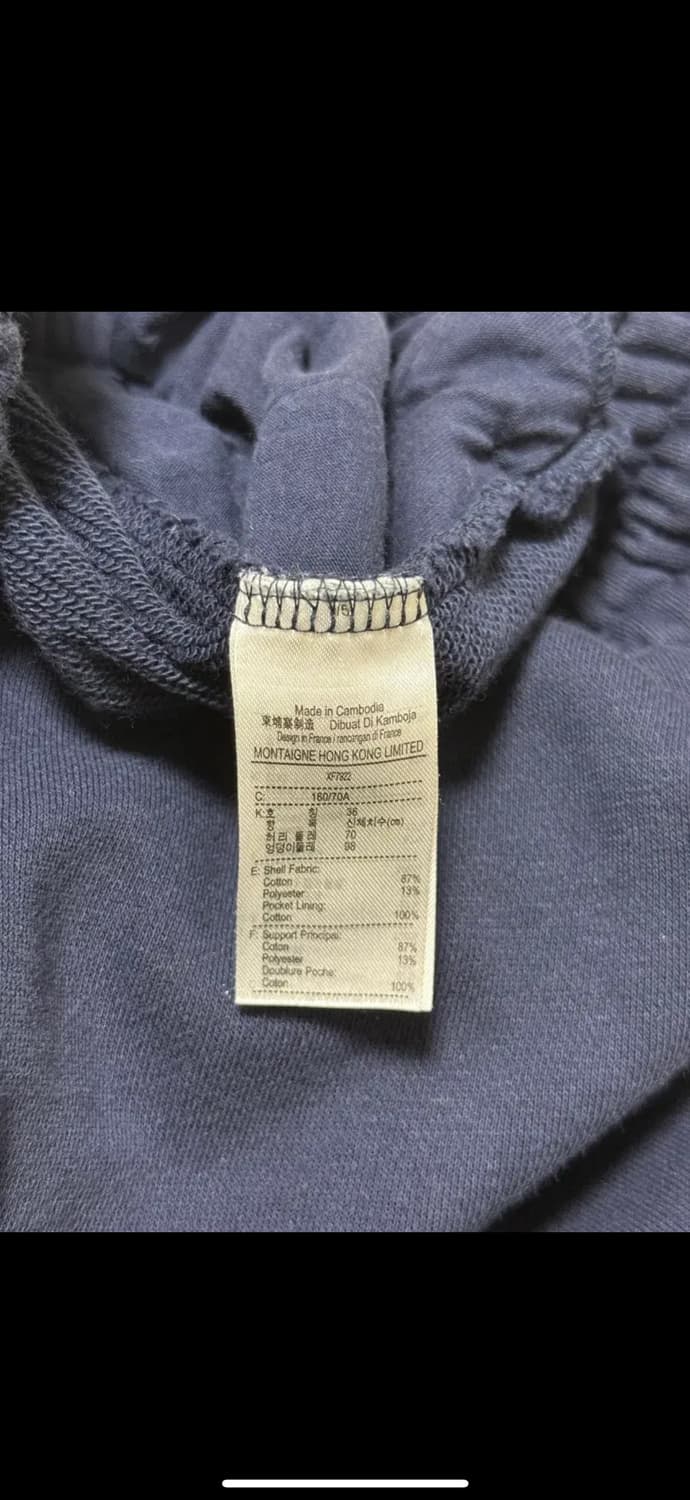 Made in Cambodia
柬埔寨制造 Dibuat Di Kamboja
Design in France / rancangan di France
MONTAIGNE HONG KONG LIMITED
XF7922
C: 160/70A
K: 호 칭 36
항 목 신체치수(cm)
허리 둘레 70
엉덩이둘레 98
E: Shell Fabric:
Cotton 87%
Polyester 13%
Pocket Lining:
Cotton 100%
F: Support Principal:
Coton 87%
Polyester 13%
Doublure Poche:
Coton 100%